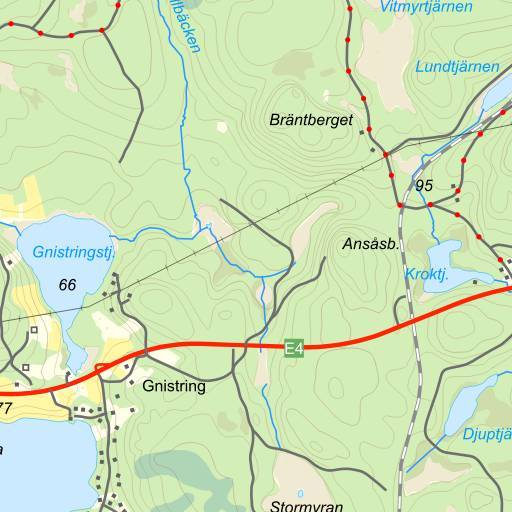 Vitmyrtjärnen
Lundtjärnen
Bräntberget
95
Gnistringstj.
Ansåsb.
66
Kroktj.
E4
Gnistring
77
Djuptjä
a
Stormyran